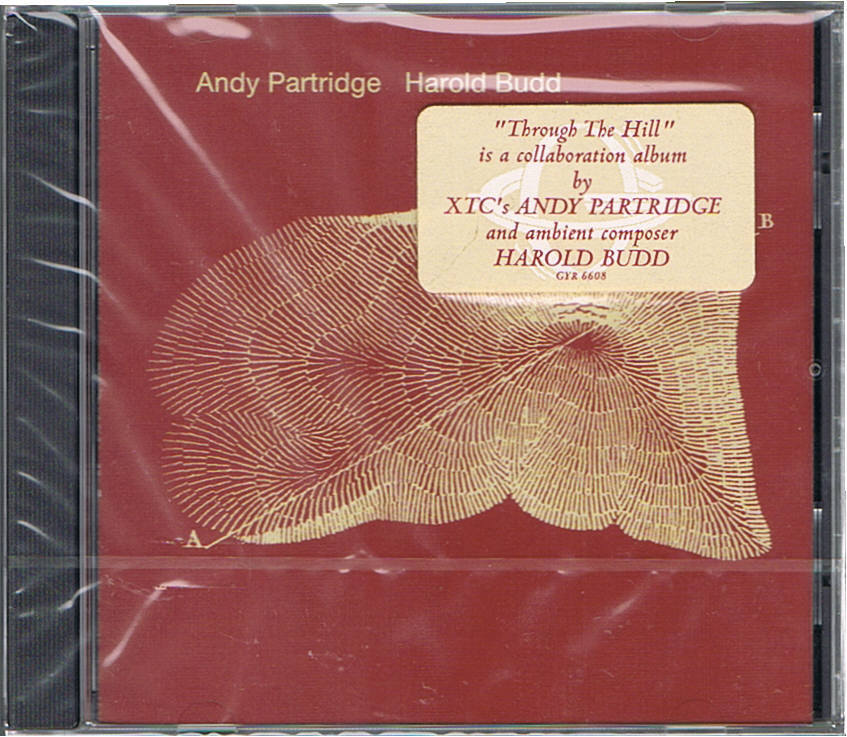 Andy Partridge Harold Budd
"Through The Hill"
is a collaboration album
by
XTC's ANDY PARTRIDGE
and ambient composer
HAROLD BUDD
GYR 6608
B
A